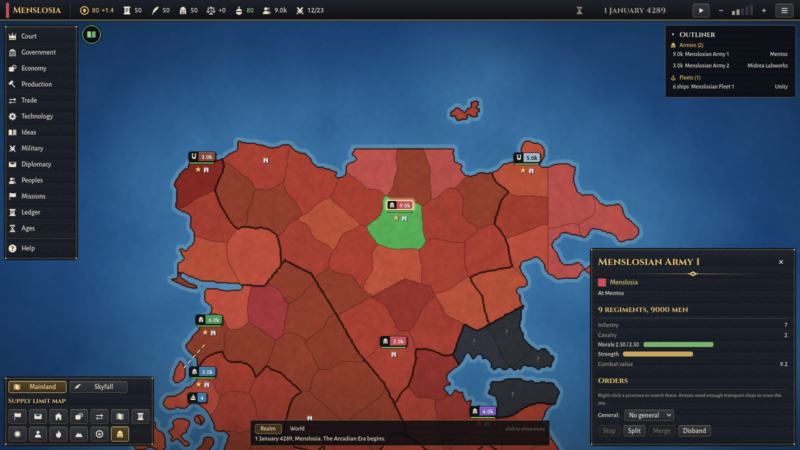 MENSLOSIA
80 +1.4
50
50
50
+0
80
9.0k
12/23
1 JANUARY 4289
Court
Government
Economy
Production
Trade
Technology
Ideas
Military
Diplomacy
Peoples
Missions
Ledger
Ages
Help
OUTLINER
Armies (2)
9.0k Menslosian Army 1 Mentos
3.0k Menslosian Army 2 Midrea Labworks
Fleets (1)
6 ships Menslosian Fleet 1 Unity
3.0k
5.0k
9.0k
6.0k
3.0k
3.0k
4
4.0k
?
?
?
MENSLOSIAN ARMY 1
Menslosia
At Mentos
9 REGIMENTS, 9000 MEN
Infantry 7
Cavalry 2
Morale 2.50/2.50
Strength
Combat value 9.2
ORDERS
Right-click a province to march there. Armies need enough transport ships to cross the sea.
General: No general
Stop Split Merge Disband
Mainland Skyfall
SUPPLY LIMIT MAP
Realm World click to show more
1 January 4289, Menslosia. The Arcadian Era begins.